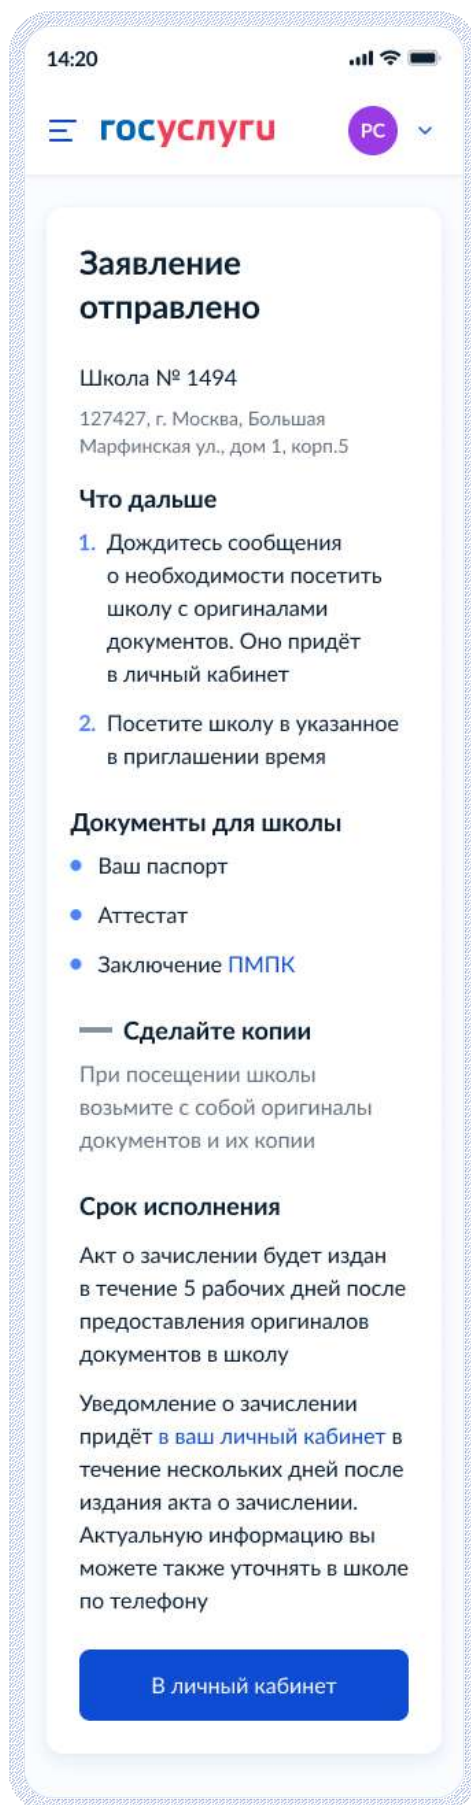 14:20
госуслуги
РС
Заявление
отправлено
Школа № 1494
127427, г. Москва, Большая
Марфинская ул., дом 1, корп.5
Что дальше
1. Дождитесь сообщения
о необходимости посетить
школу с оригиналами
документов. Оно придёт
в личный кабинет
2. Посетите школу в указанное
в приглашении время
Документы для школы
Ваш паспорт
Аттестат
Заключение ПМПК
Сделайте копии
При посещении школы
возьмите с собой оригиналы
документов и их копии
Срок исполнения
Акт о зачислении будет издан
в течение 5 рабочих дней после
предоставления оригиналов
документов в школу
Уведомление о зачислении
придёт в ваш личный кабинет в
течение нескольких дней после
издания акта о зачислении.
Актуальную информацию вы
можете также уточнять в школе
по телефону
В личный кабинет